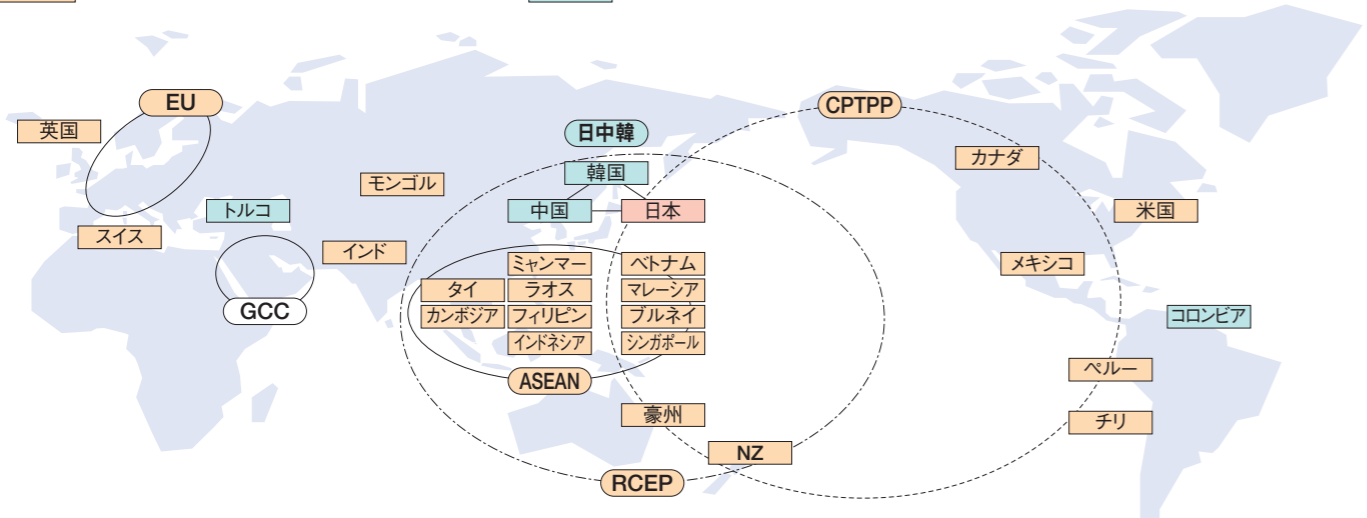 EU
CPTPP
英国
日中韓
カナダ
韓国
モンゴル
トルコ
中国
日本
米国
スイス
インド
ミャンマー
ベトナム
メキシコ
タイ
ラオス
マレーシア
GCC
カンボジア
フィリピン
ブルネイ
コロンビア
インドネシア
シンガポール
ASEAN
ペルー
豪州
チリ
NZ
RCEP